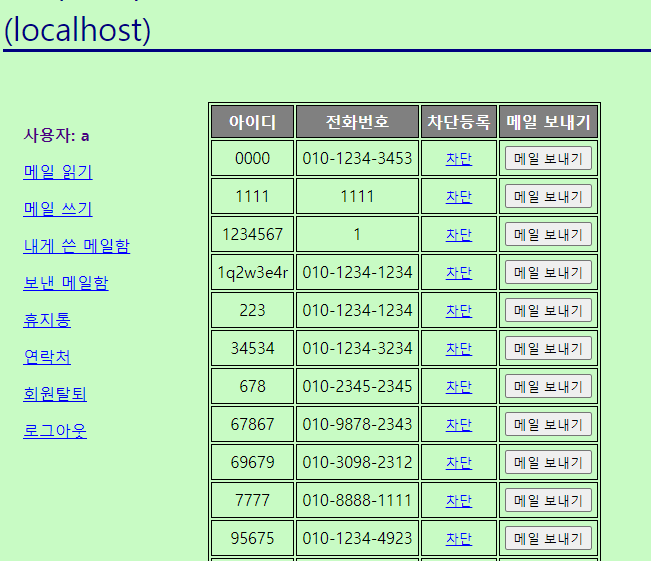 (localhost)
사용자: a
메일 읽기
메일 쓰기
내게 쓴 메일함
보낸 메일함
휴지통
연락처
회원탈퇴
로그아웃
아이디 전화번호 차단등록 메일 보내기
0000 010-1234-3453 차단 메일 보내기
1111 1111 차단 메일 보내기
1234567 1 차단 메일 보내기
1q2w3e4r 010-1234-1234 차단 메일 보내기
223 010-1234-1234 차단 메일 보내기
34534 010-1234-3234 차단 메일 보내기
678 010-2345-2345 차단 메일 보내기
67867 010-9878-2343 차단 메일 보내기
69679 010-3098-2312 차단 메일 보내기
7777 010-8888-1111 차단 메일 보내기
95675 010-1234-4923 차단 메일 보내기